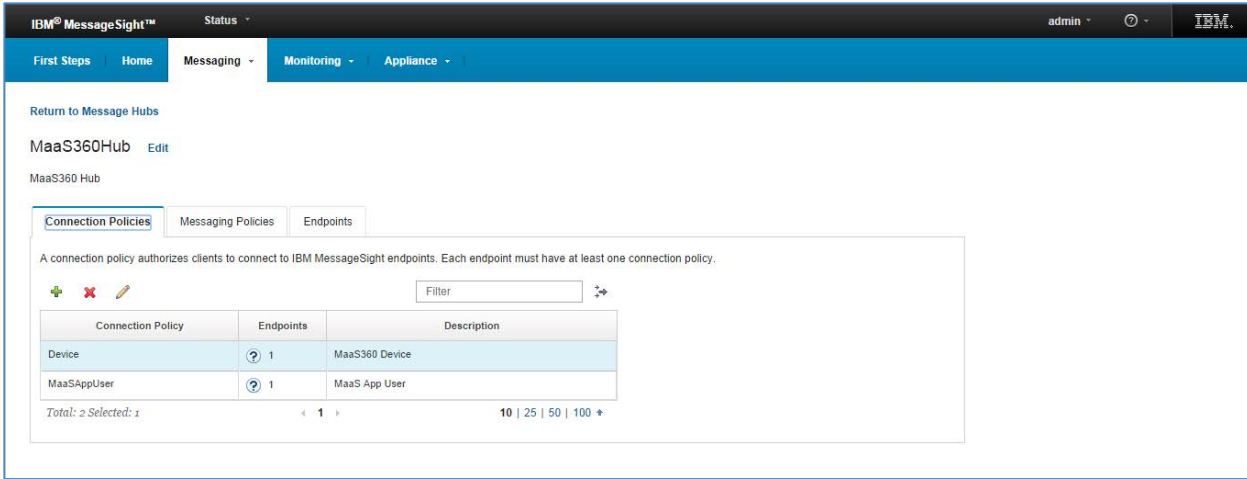 IBM® MessageSight™ Status admin IBM
First Steps Home Messaging Monitoring Appliance
Return to Message Hubs
MaaS360Hub Edit
MaaS360 Hub
Connection Policies Messaging Policies Endpoints
A connection policy authorizes clients to connect to IBM MessageSight endpoints. Each endpoint must have at least one connection policy.
Filter
Connection Policy Endpoints Description
Device ? 1 MaaS360 Device
MaaSAppUser ? 1 MaaS App User
Total: 2 Selected: 1 1 10 | 25 | 50 | 100